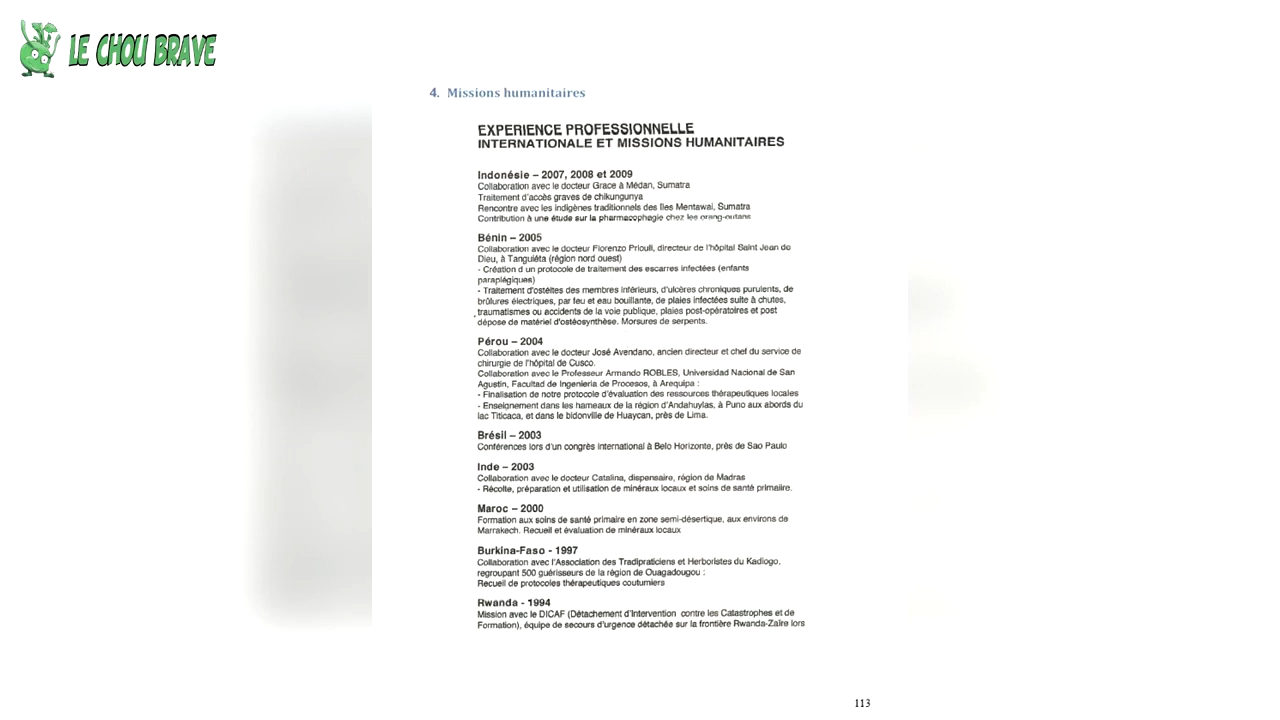 LE CHOU BRAVE
4. Missions humanitaires
EXPERIENCE PROFESSIONNELLE
INTERNATIONALE ET MISSIONS HUMANITAIRES
Indonésie – 2007, 2008 et 2009
Collaboration avec le docteur Grace à Médan, Sumatra
Traitement d'accès graves de chikungunya
Rencontre avec les indigènes traditionnels des Iles Mentawai, Sumatra
Contribution à une étude sur la pharmacophagie chez les orang-outans
Bénin – 2005
Collaboration avec le docteur Fiorenzo Priouli, directeur de l'hôpital Saint Jean de
Dieu, à Tanguiéta (région nord ouest)
- Création d un protocole de traitement des escarres infectées (enfants
paraplégiques)
- Traitement d'ostéites des membres inférieurs, d'ulcères chroniques purulents, de
brûlures électriques, par feu et eau bouillante, de plaies infectées suite à chutes,
traumatismes ou accidents de la voie publique, plaies post-opératoires et post
dépose de matériel d'ostéosynthèse. Morsures de serpents.
Pérou – 2004
Collaboration avec le docteur José Avendano, ancien directeur et chef du service de
chirurgie de l'hôpital de Cusco.
Collaboration avec le Professeur Armando ROBLES, Universidad Nacional de San
Agustin, Facultad de Ingenieria de Procesos, à Arequipa :
- Finalisation de notre protocole d'évaluation des ressources thérapeutiques locales
- Enseignement dans les hameaux de la région d'Andahuylas, à Puno aux abords du
lac Titicaca, et dans le bidonville de Huaycan, près de Lima.
Brésil – 2003
Conférences lors d'un congrès international à Belo Horizonte, près de Sao Paulo
Inde – 2003
Collaboration avec le docteur Catalina, dispensaire, région de Madras
- Récolte, préparation et utilisation de minéraux locaux et soins de santé primaire.
Maroc – 2000
Formation aux soins de santé primaire en zone semi-désertique, aux environs de
Marrakech. Recueil et évaluation de minéraux locaux
Burkina-Faso - 1997
Collaboration avec l'Association des Tradipraticiens et Herboristes du Kadiogo,
regroupant 500 guérisseurs de la région de Ouagadougou :
Recueil de protocoles thérapeutiques coutumiers
Rwanda - 1994
Mission avec le DICAF (Détachement d'Intervention contre les Catastrophes et de
Formation), équipe de secours d'urgence détachée sur la frontière Rwanda-Zaïre lors
113